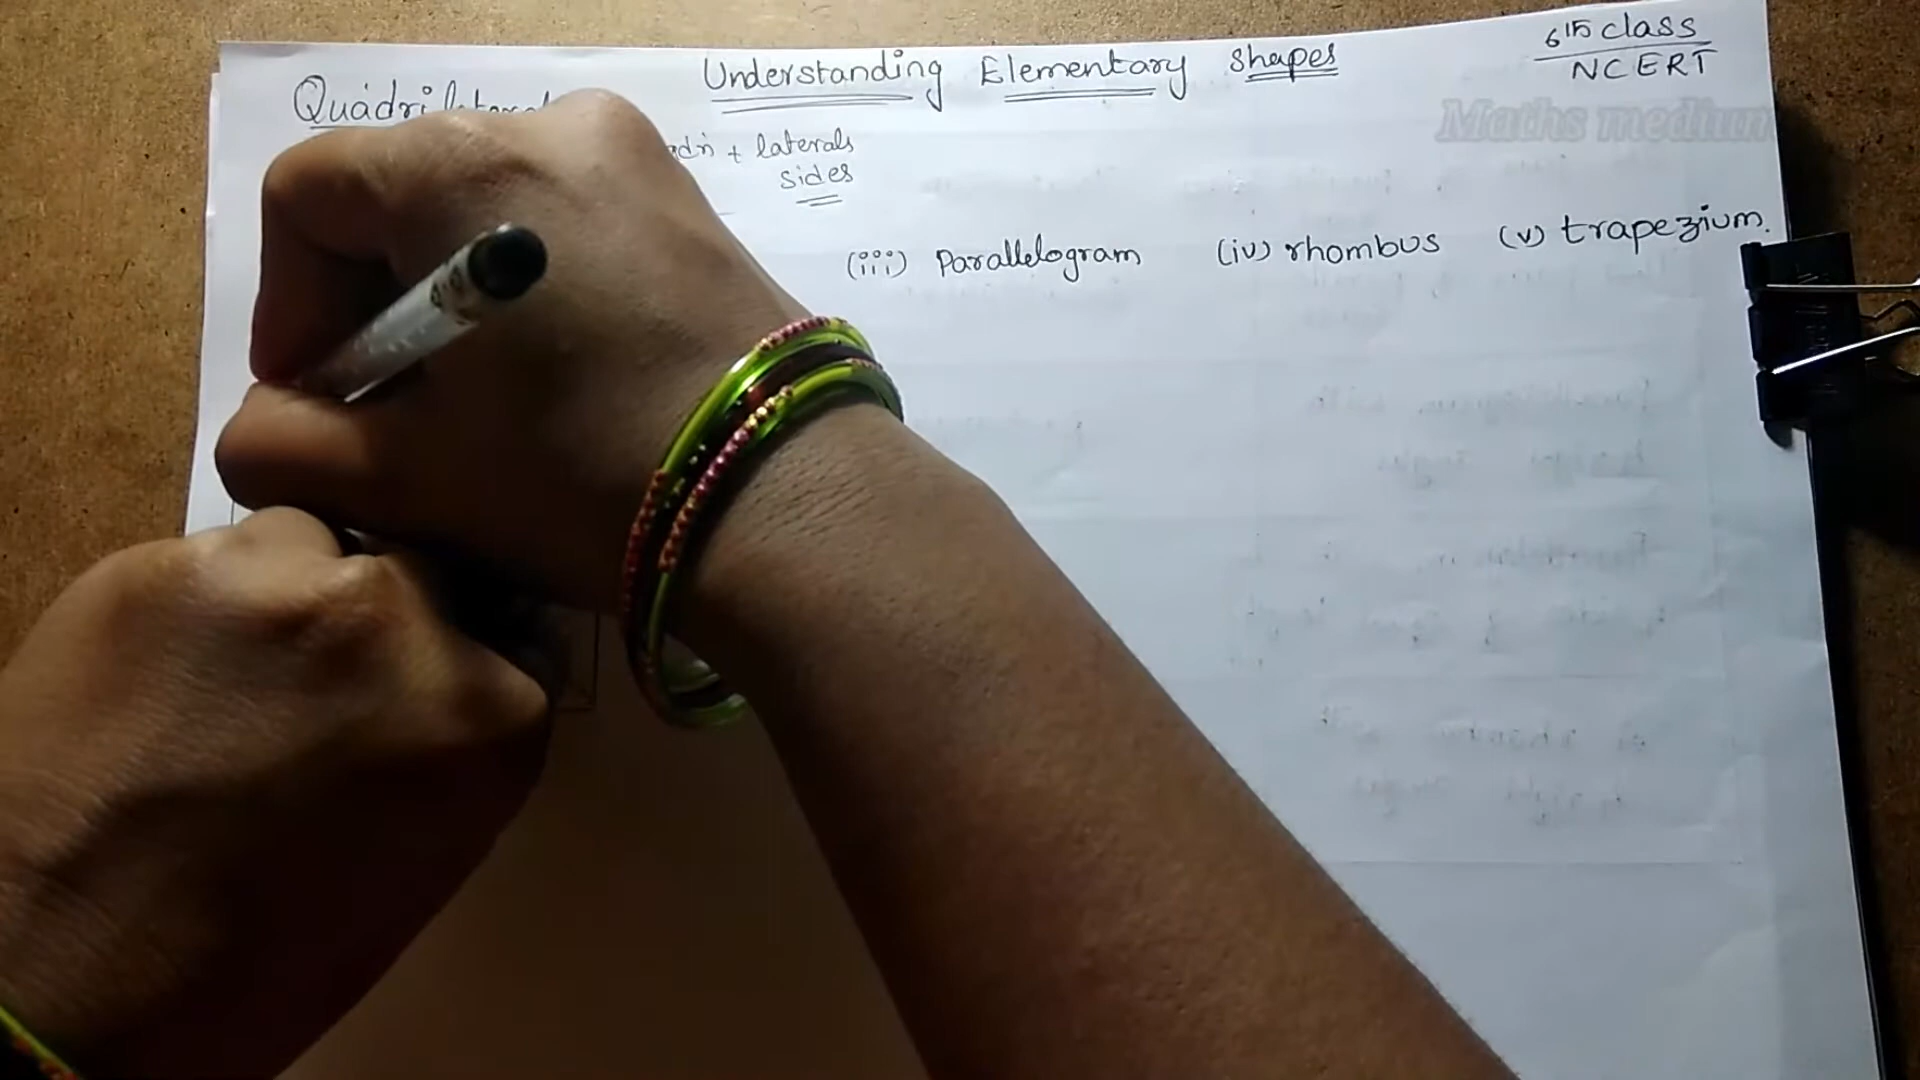 Understanding Elementary shapes
6th class
NCERT
Maths medium
+ laterals
sides
(iii) Parallelogram (iv) rhombus (v) trapezium.